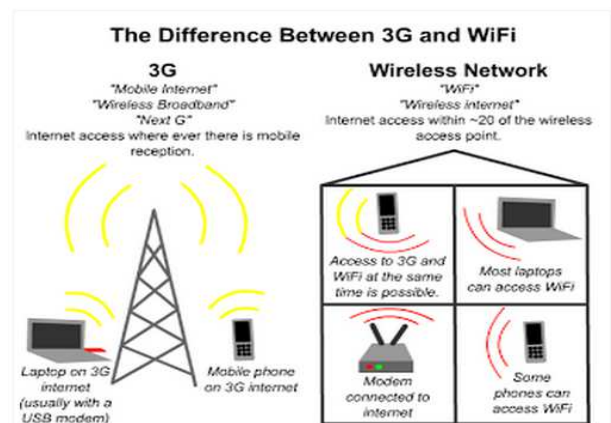 The Difference Between 3G and WiFi
3G
"Mobile Internet"
"Wireless Broadband"
"Next G"
Internet access where ever there is mobile
reception.
Wireless Network
"WiFi"
"Wireless internet"
Internet access within ~20 of the wireless
access point.
Laptop on 3G
internet
(usually with a
USB modem)
Mobile phone
on 3G internet
Access to 3G and
WiFi at the same
time is possible.
Most laptops
can access WiFi
Modem
connected to
internet
Some
phones can
access WiFi